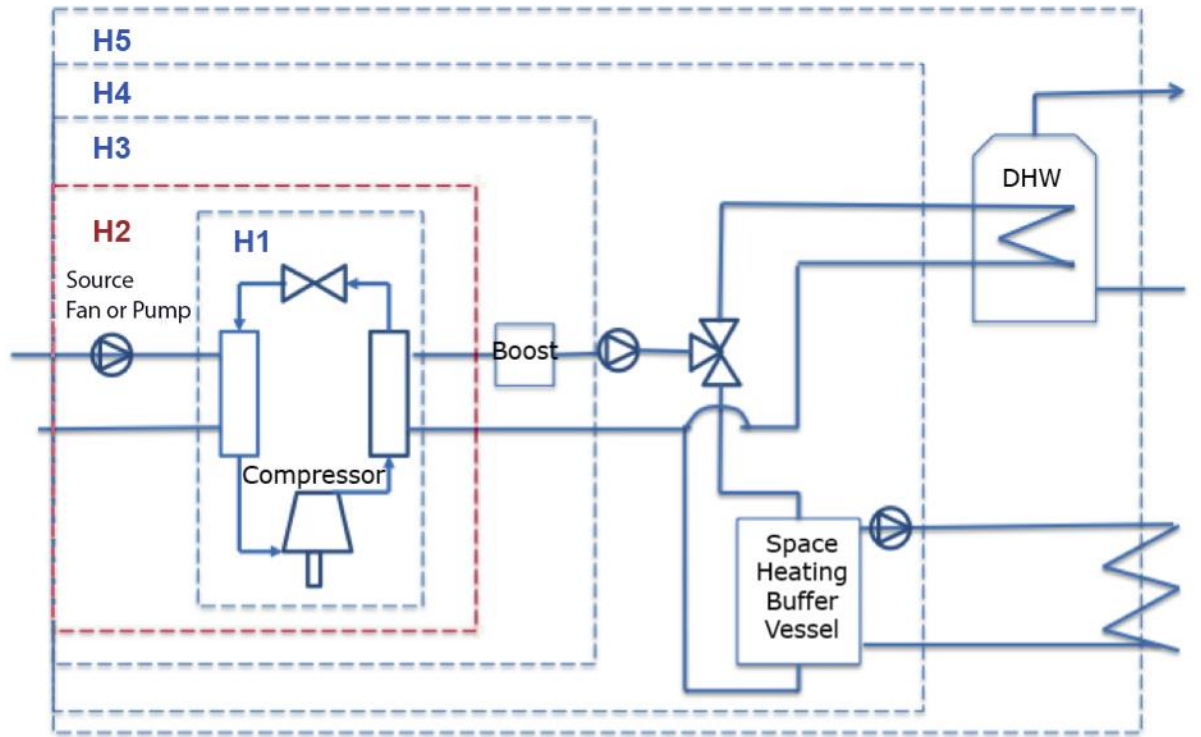 H5
H4
H3
H2
H1
Source
Fan or Pump
Compressor
Boost
DHW
Space
Heating
Buffer
Vessel